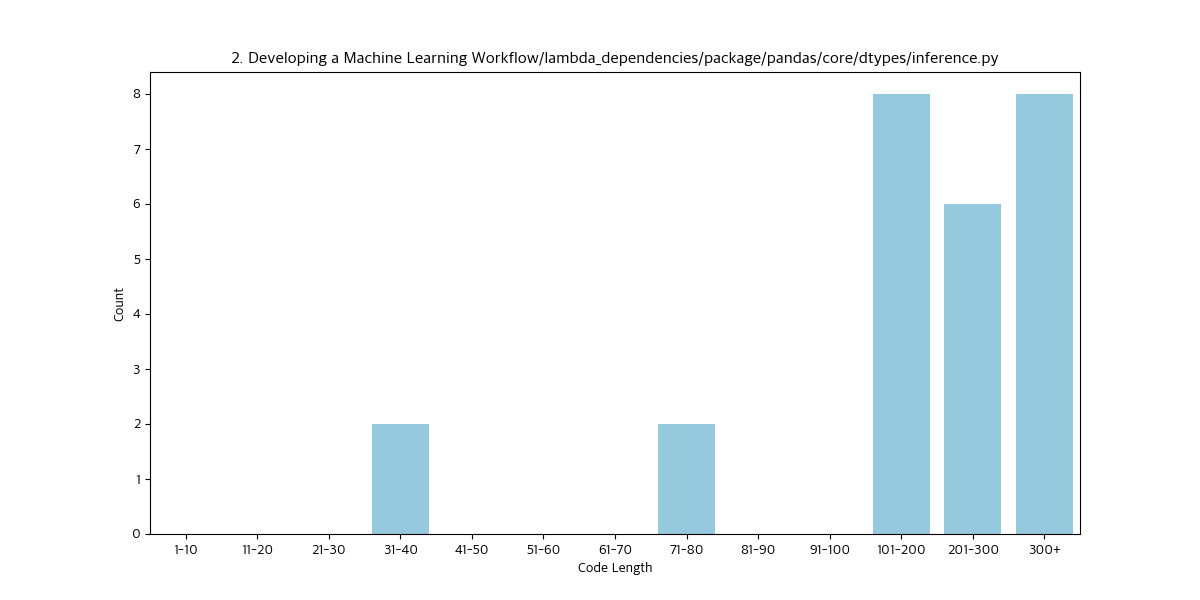 2. Developing a Machine Learning Workflow/lambda_dependencies/package/pandas/core/dtypes/inference.py
8
7
6
5
4
3
2
1
0
Count
1-10 11-20 21-30 31-40 41-50 51-60 61-70 71-80 81-90 91-100 101-200 201-300 300+
Code Length